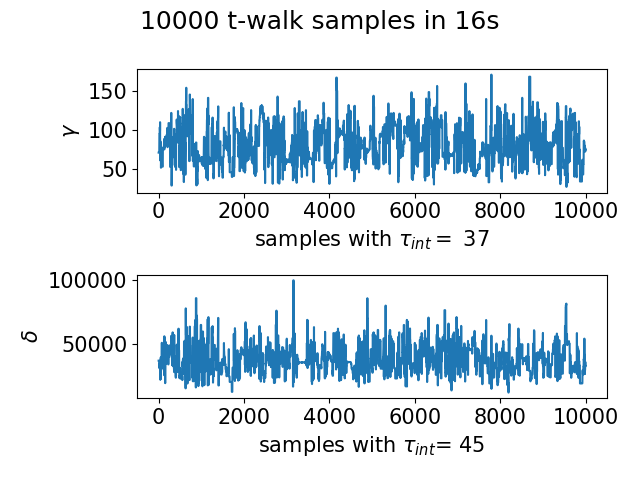 10000 t-walk samples in 16s
150
100
50
γ
0 2000 4000 6000 8000 10000
samples with τ_int = 37
100000
50000
δ
0 2000 4000 6000 8000 10000
samples with τ_int= 45